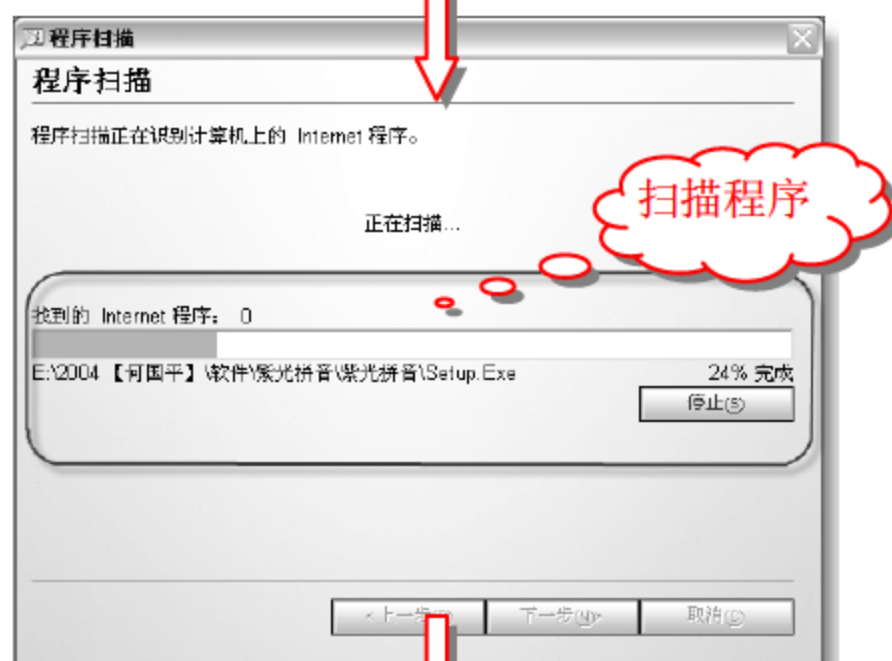 程序扫描
程序扫描
程序扫描正在识别计算机上的 Internet 程序。
扫描程序
正在扫描...
找到的 Internet 程序： 0
E:\2004 【何国平】\软件\紫光拼音\紫光拼音\Setup.Exe 24% 完成
停止(S)
<上一步 下一步(N)> 取消(C)